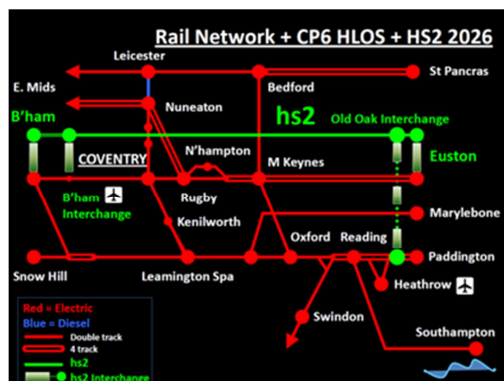 Rail Network + CP6 HLOS + HS2 2026
Leicester
St Pancras
E. Mids
Bedford
Nuneaton
B'ham
hs2
Old Oak Interchange
N'hampton
COVENTRY
M Keynes
Euston
B'ham
Interchange
Rugby
Kenilworth
Marylebone
Oxford
Reading
Snow Hill
Leamington Spa
Paddington
Heathrow
Swindon
Southampton
Red = Electric
Blue = Diesel
Double track
4 track
hs2
hs2 Interchange